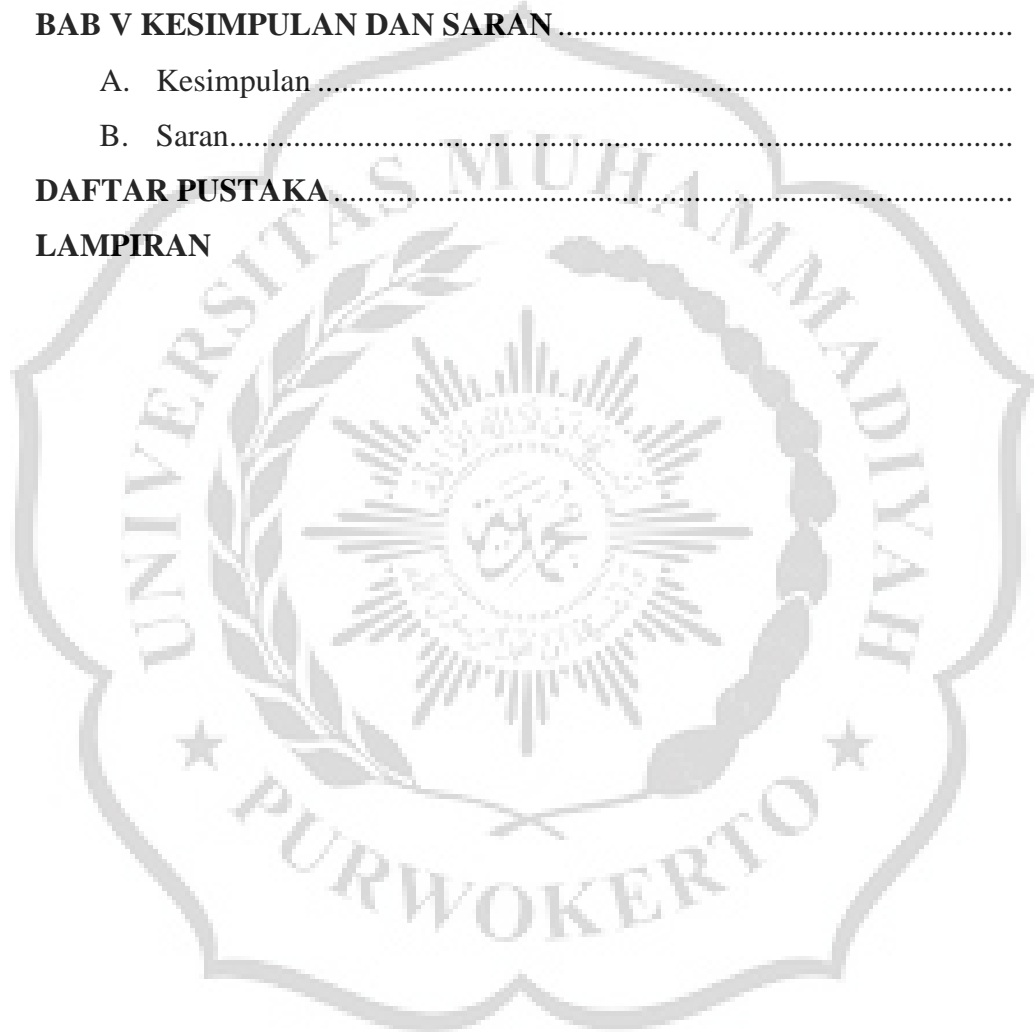 BAB V KESIMPULAN DAN SARAN........................................................
A. Kesimpulan......................................................................................
B. Saran.................................................................................................
DAFTAR PUSTAKA....................................................................................
LAMPIRAN
UNIVERSITAS MUHAMMADIYAH
★ PURWOKERTO ★